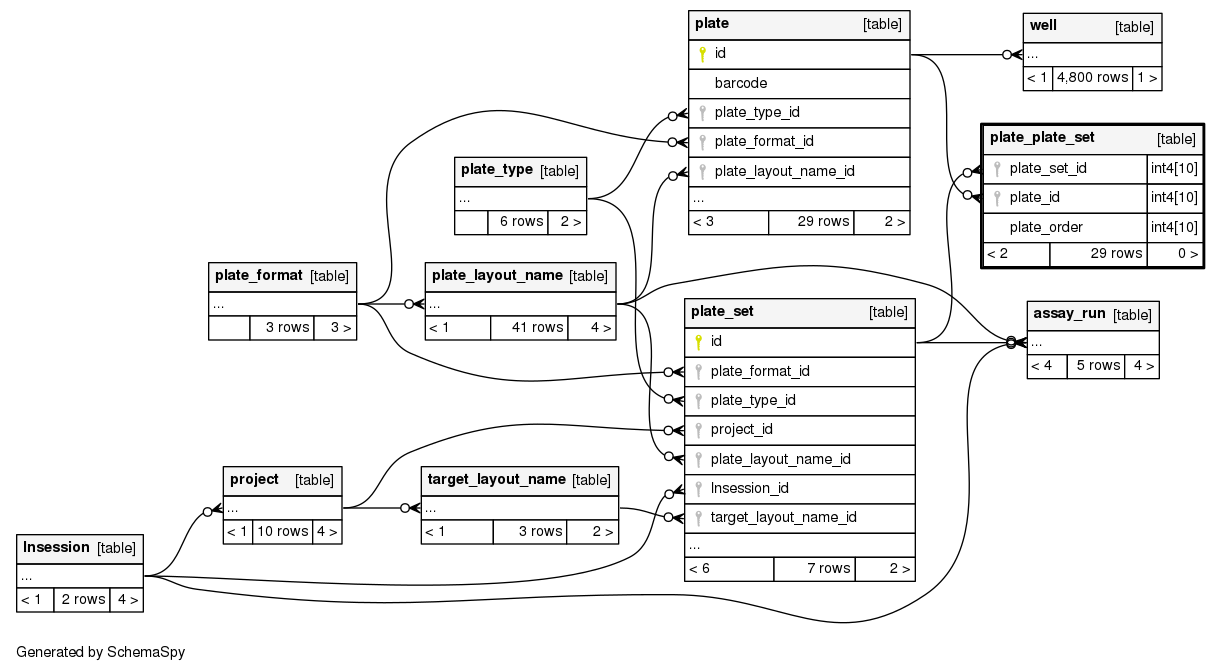 plate [table]
id
barcode
plate_type_id
plate_format_id
plate_layout_name_id
...
< 3 29 rows 2 >
well [table]
...
< 1 4,800 rows 1 >
plate_plate_set [table]
plate_set_id int4[10]
plate_id int4[10]
plate_order int4[10]
< 2 29 rows 0 >
plate_type [table]
...
6 rows 2 >
plate_format [table]
...
3 rows 3 >
plate_layout_name [table]
...
< 1 41 rows 4 >
plate_set [table]
id
plate_format_id
plate_type_id
project_id
plate_layout_name_id
lnsession_id
target_layout_name_id
...
< 6 7 rows 2 >
assay_run [table]
...
< 4 5 rows 4 >
project [table]
...
< 1 10 rows 4 >
target_layout_name [table]
...
< 1 3 rows 2 >
lnsession [table]
...
< 1 2 rows 4 >
Generated by SchemaSpy